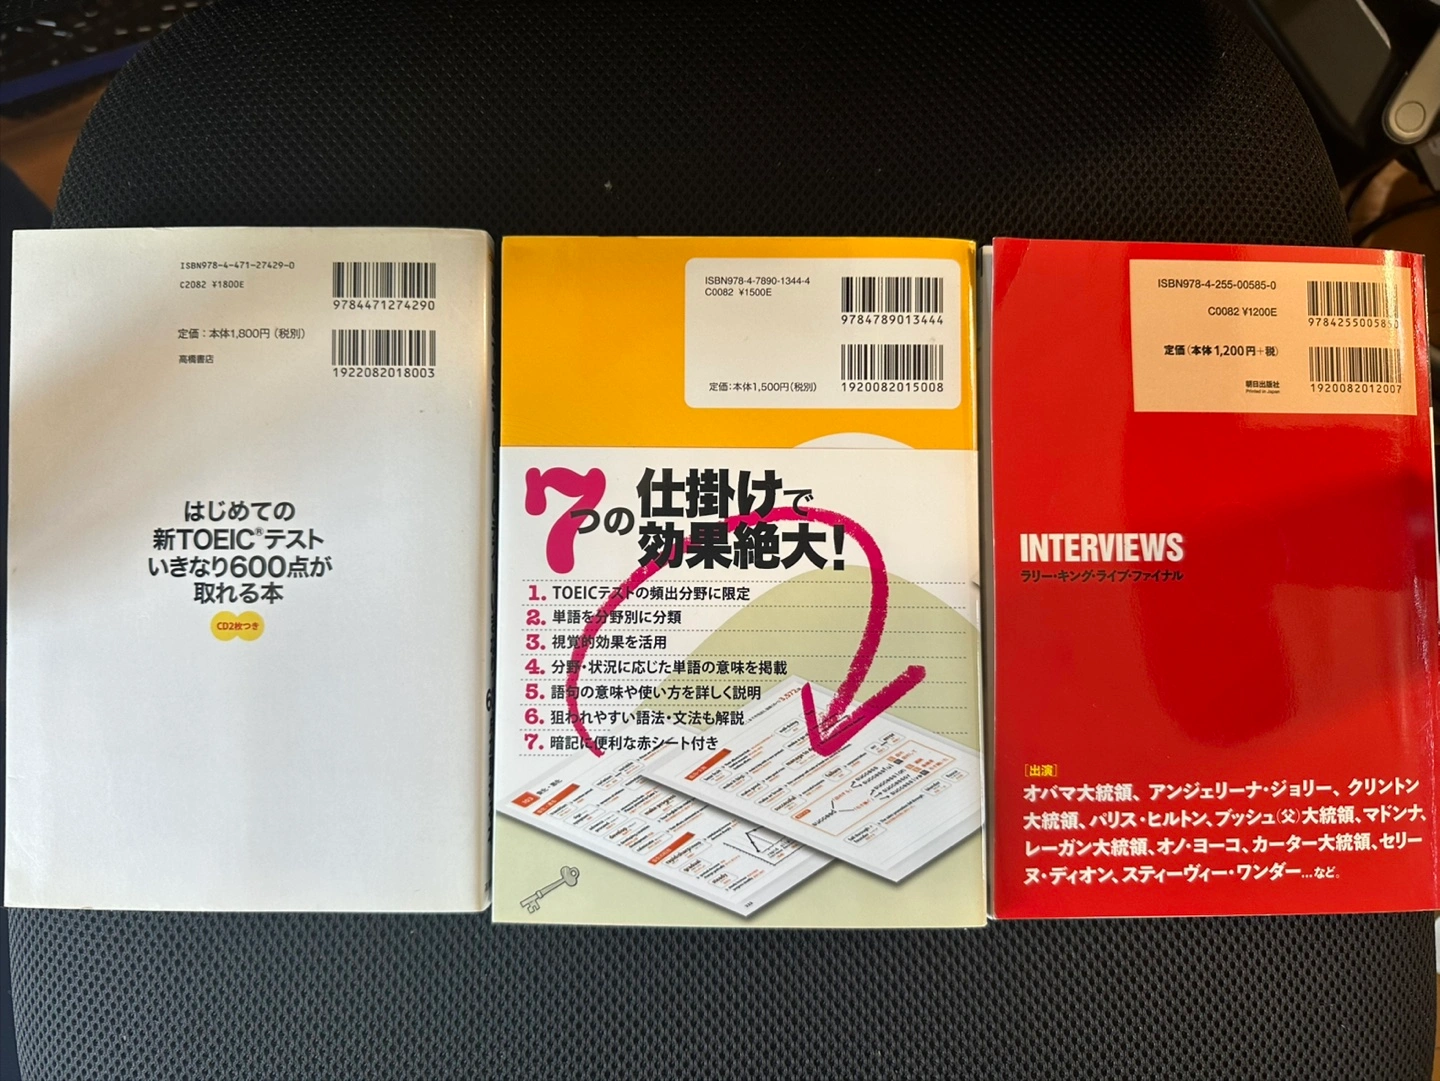 ISBN978-4-471-27429-0
C2082 ¥1800E
9784471274290
定価：本体1,800円（税別）
高橋書店
1922082018003
はじめての
新TOEIC®テスト
いきなり600点が
取れる本
CD2枚つき
ISBN978-4-7890-1344-4
C0082 ¥1500E
9784789013444
定価：本体1,500円(税別)
1920082015008
7つの仕掛けで
効果絶大！
1. TOEICテストの頻出分野に限定
2. 単語を分野別に分類
3. 視覚的効果を活用
4. 分野・状況に応じた単語の意味を掲載
5. 語句の意味や使い方を詳しく説明
6. 狙われやすい語法・文法も解説
7. 暗記に便利な赤シート付き
ISBN978-4-255-00585-0
C0082 ¥1200E
9784255005850
定価(本体1,200円＋税)
朝日出版社
Printed in Japan
1920082012007
INTERVIEWS
ラリー・キング・ライブ・ファイナル
［出演］
オバマ大統領、アンジェリーナ・ジョリー、クリントン
大統領、パリス・ヒルトン、ブッシュ（父）大統領、マドンナ、
レーガン大統領、オノ・ヨーコ、カーター大統領、セリー
ヌ・ディオン、スティーヴィー・ワンダー…など。